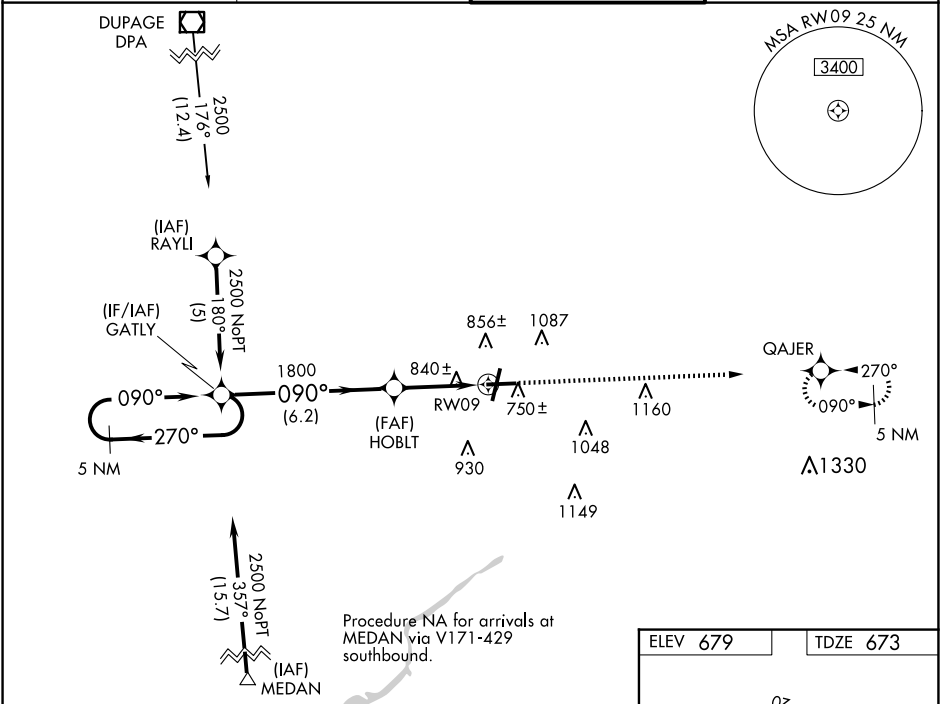 DUPAGE
DPA
MSA RW09 25 NM
3400
2500
176°
(12.4)
(IAF)
RAYLI
2500 NoPT
180°
(5)
(IF/IAF)
GATLY
856±
1087
QAJER
1800
840±
090°
090°
270°
(6.2)
RW09
750±
1160
090°
(FAF)
HOBLT
270°
5 NM
5 NM
1048
930
1330
1149
2500 NoPT
357°
(15.7)
Procedure NA for arrivals at
MEDAN via V171-429
southbound.
(IAF)
MEDAN
ELEV 679
TDZE 673